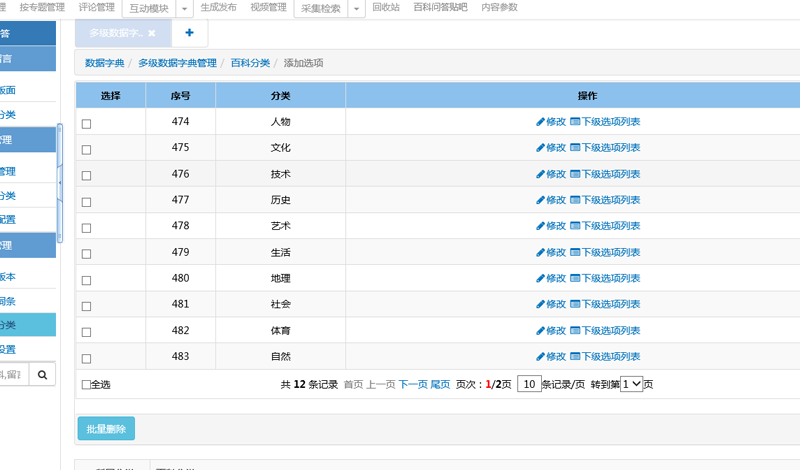 理 按专题管理 评论管理 互动模块 生成发布 视频管理 采集检索 回收站 百科问答贴吧 内容参数
答
多级数据字.. ✖ +
言
数据字典 / 多级数据字典管理 / 百科分类 / 添加选项
版面
分类
管理
管理
分类
配置
管理
版本
词条
分类
设置
科,留言
选择 序号 分类 操作
474 人物 修改 下级选项列表
475 文化 修改 下级选项列表
476 技术 修改 下级选项列表
477 历史 修改 下级选项列表
478 艺术 修改 下级选项列表
479 生活 修改 下级选项列表
480 地理 修改 下级选项列表
481 社会 修改 下级选项列表
482 体育 修改 下级选项列表
483 自然 修改 下级选项列表
全选 共 12 条记录 首页 上一页 下一页 尾页 页次：1/2页 10 条记录/页 转到第 1 页
批量删除